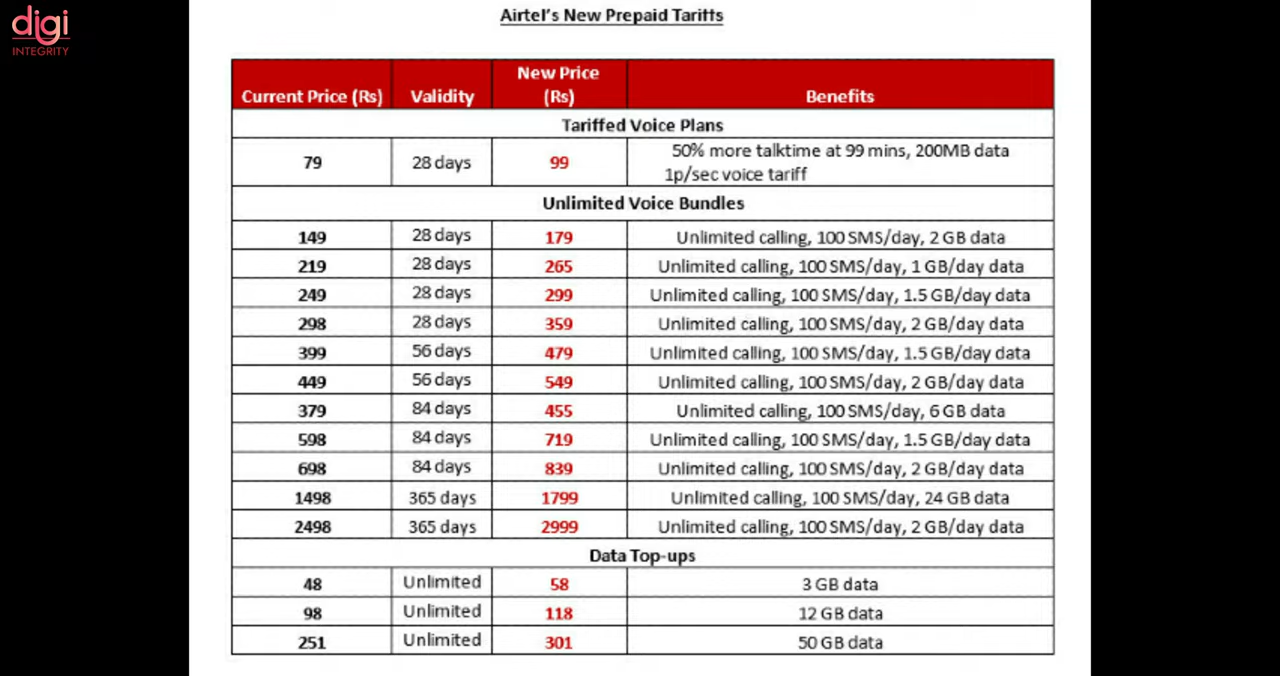 digi
INTEGRITY
Airtel's New Prepaid Tariffs
Current Price (Rs) Validity New Price (Rs) Benefits
Tariffed Voice Plans
79 28 days 99 50% more talktime at 99 mins, 200MB data
1p/sec voice tariff
Unlimited Voice Bundles
149 28 days 179 Unlimited calling, 100 SMS/day, 2 GB data
219 28 days 265 Unlimited calling, 100 SMS/day, 1 GB/day data
249 28 days 299 Unlimited calling, 100 SMS/day, 1.5 GB/day data
298 28 days 359 Unlimited calling, 100 SMS/day, 2 GB/day data
399 56 days 479 Unlimited calling, 100 SMS/day, 1.5 GB/day data
449 56 days 549 Unlimited calling, 100 SMS/day, 2 GB/day data
379 84 days 455 Unlimited calling, 100 SMS/day, 6 GB data
598 84 days 719 Unlimited calling, 100 SMS/day, 1.5 GB/day data
698 84 days 839 Unlimited calling, 100 SMS/day, 2 GB/day data
1498 365 days 1799 Unlimited calling, 100 SMS/day, 24 GB data
2498 365 days 2999 Unlimited calling, 100 SMS/day, 2 GB/day data
Data Top-ups
48 Unlimited 58 3 GB data
98 Unlimited 118 12 GB data
251 Unlimited 301 50 GB data